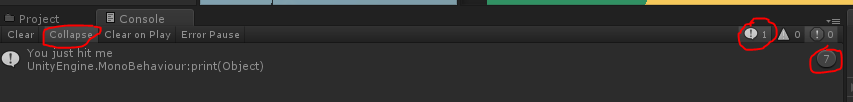 Project Console
Clear Collapse Clear on Play Error Pause 1 0 0
You just hit me
UnityEngine.MonoBehaviour:print(Object)
7